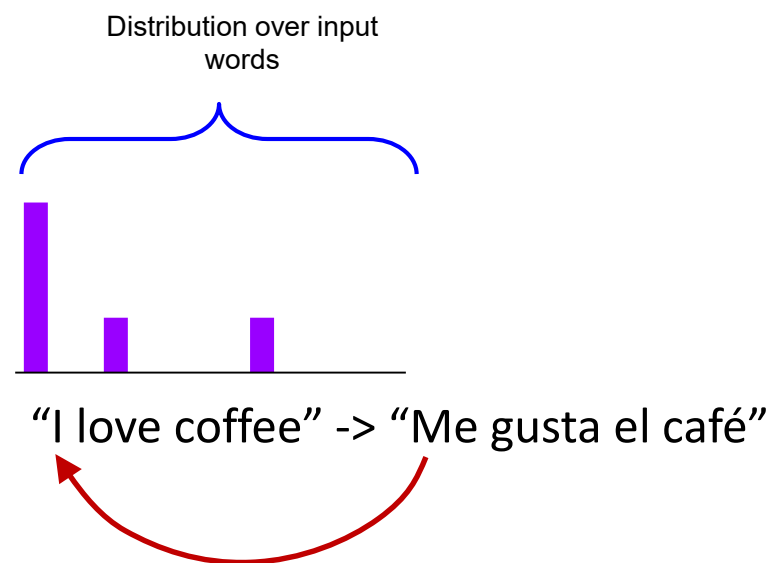 Distribution over input
words
“I love coffee” -> “Me gusta el café”